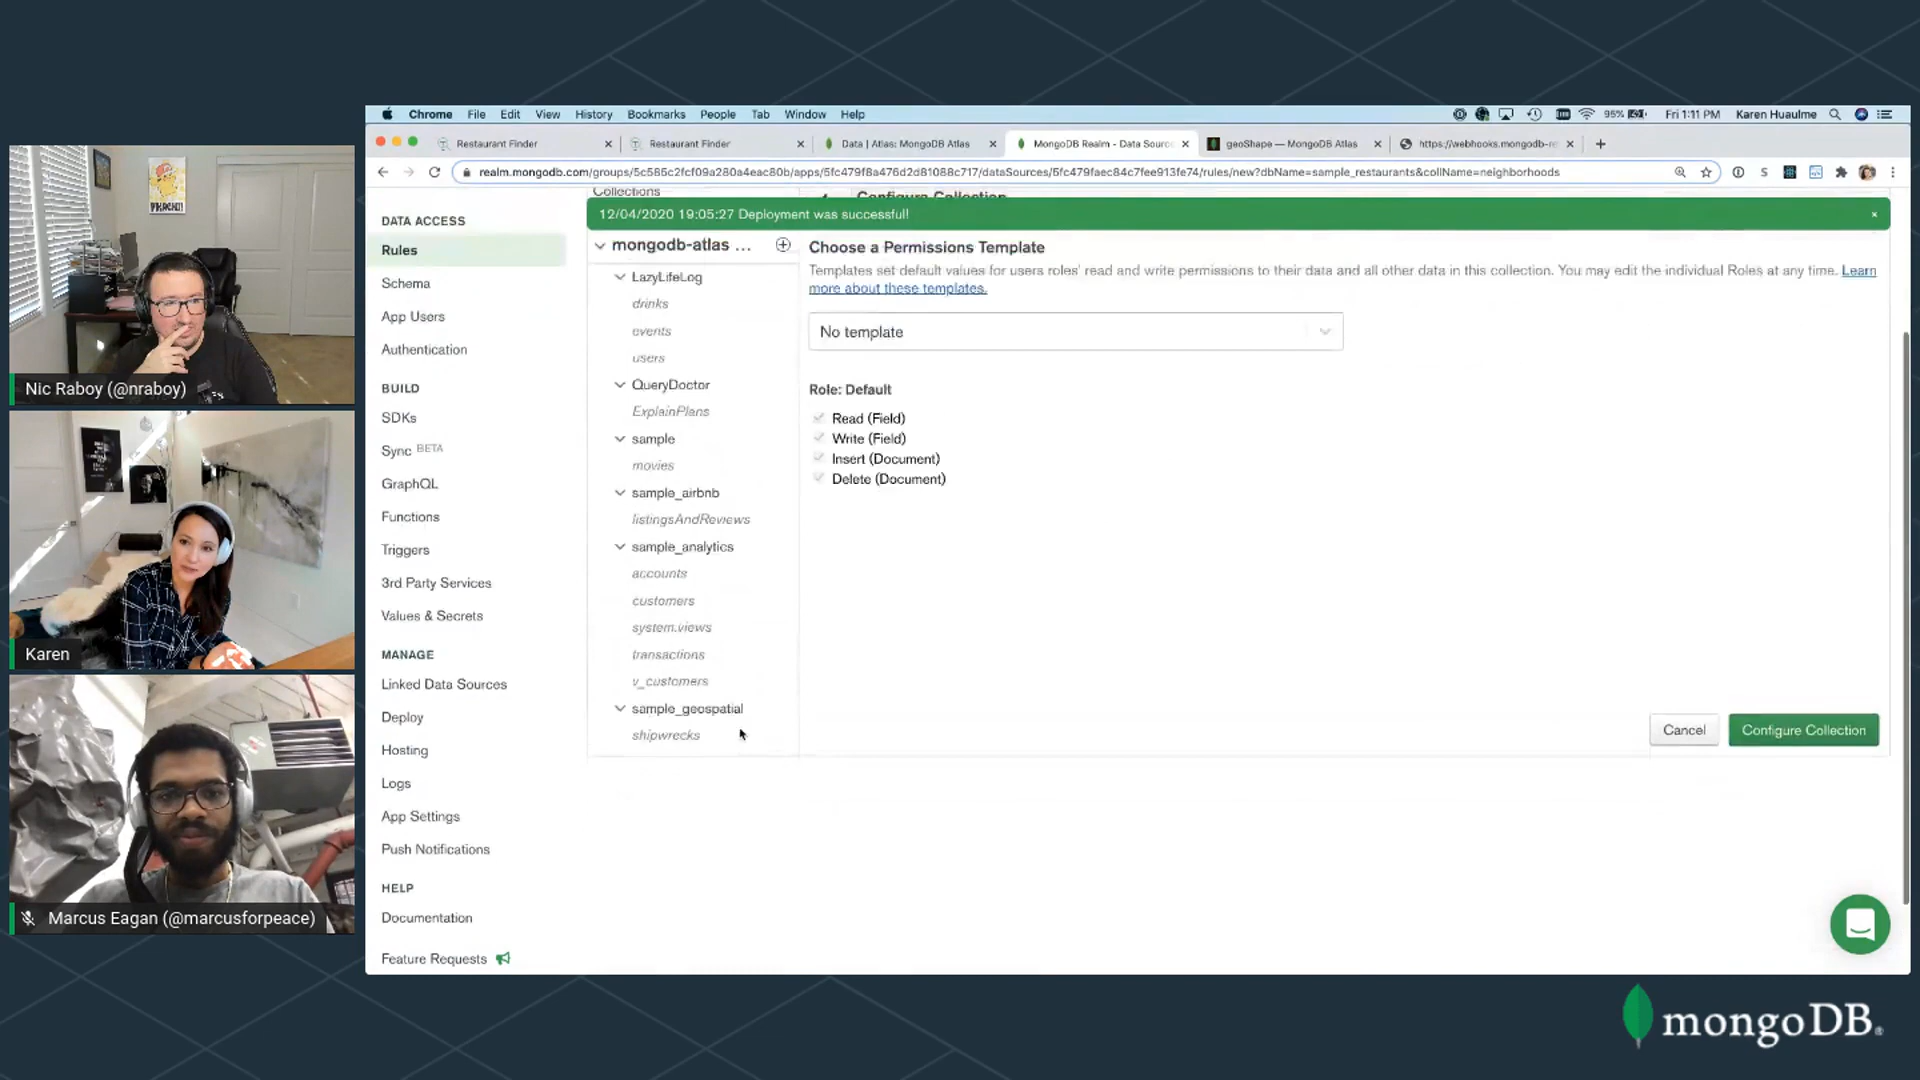 Chrome File Edit View History Bookmarks People Tab Window Help 95% Fri 1:11 PM Karen Huaulme
Restaurant Finder Restaurant Finder Data | Atlas: MongoDB Atlas MongoDB Realm - Data Sourc geoShape — MongoDB Atlas https://webhooks.mongodb-re
realm.mongodb.com/groups/5c585c2fcf09a280a4eac80b/apps/5fc479f8a476d2d81088c717/dataSources/5fc479faec84c7fee913fe74/rules/new?dbName=sample_restaurants&collName=neighborhoods
Collections
Configure Collection
12/04/2020 19:05:27 Deployment was successful!
DATA ACCESS
Rules
Schema
App Users
Authentication
BUILD
SDKs
Sync BETA
GraphQL
Functions
Triggers
3rd Party Services
Values & Secrets
MANAGE
Linked Data Sources
Deploy
Hosting
Logs
App Settings
Push Notifications
HELP
Documentation
Feature Requests
mongodb-atlas ...
LazyLifeLog
drinks
events
users
QueryDoctor
ExplainPlans
sample
movies
sample_airbnb
listingsAndReviews
sample_analytics
accounts
customers
system.views
transactions
v_customers
sample_geospatial
shipwrecks
Choose a Permissions Template
Templates set default values for users roles' read and write permissions to their data and all other data in this collection. You may edit the individual Roles at any time. Learn
more about these templates.
No template
Role: Default
Read (Field)
Write (Field)
Insert (Document)
Delete (Document)
Cancel
Configure Collection
Nic Raboy (@nraboy)
Karen
Marcus Eagan (@marcusforpeace)
mongoDB.